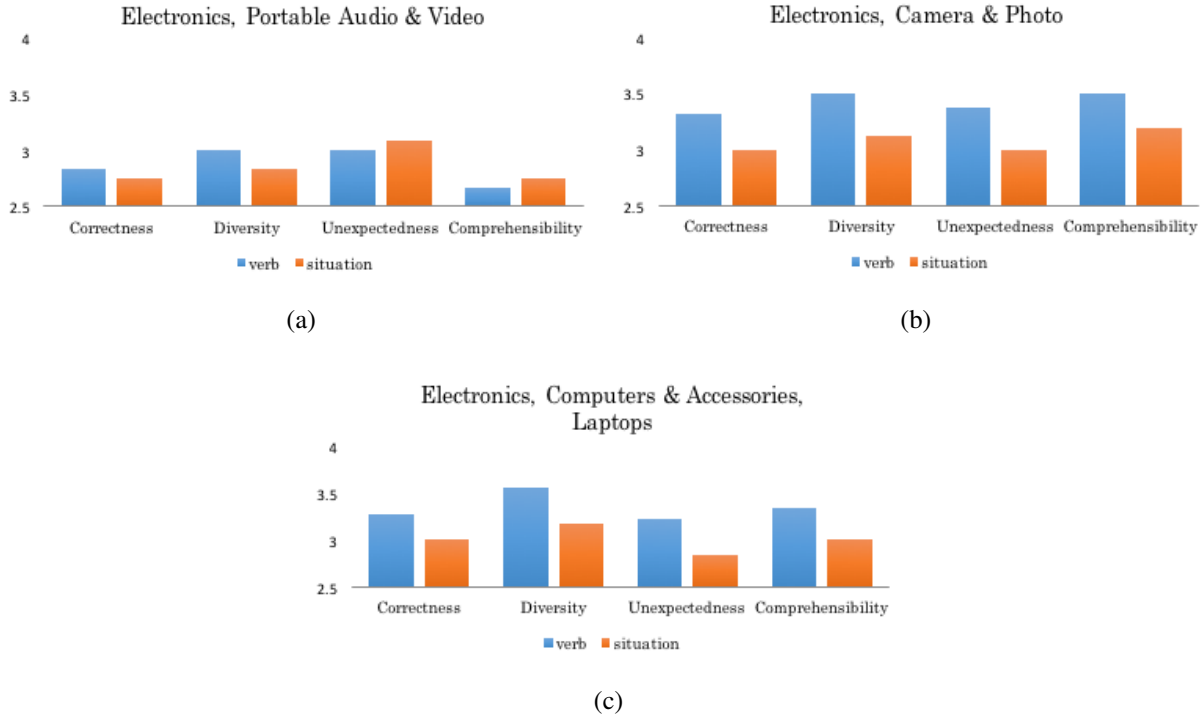 Electronics, Portable Audio & Video
4
3.5
3
2.5
Correctness Diversity Unexpectedness Comprehensibility
verb situation
(a)
Electronics, Camera & Photo
4
3.5
3
2.5
Correctness Diversity Unexpectedness Comprehensibility
verb situation
(b)
Electronics, Computers & Accessories,
Laptops
4
3.5
3
2.5
Correctness Diversity Unexpectedness Comprehensibility
verb situation
(c)